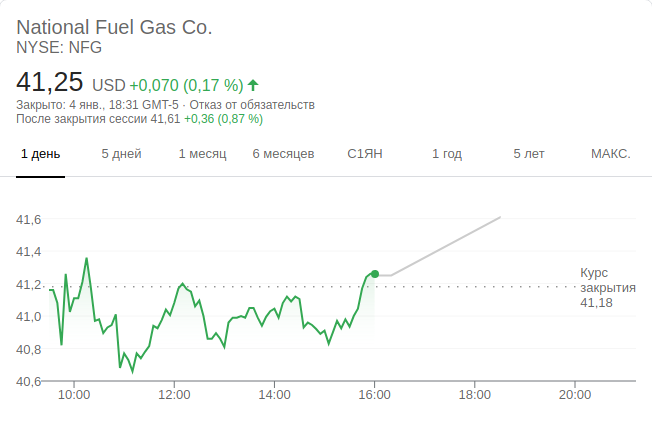 National Fuel Gas Co.
NYSE: NFG
41,25 USD +0,070 (0,17 %)
Закрыто: 4 янв., 18:31 GMT-5 · Отказ от обязательств
После закрытия сессии 41,61 +0,36 (0,87 %)
1 день 5 дней 1 месяц 6 месяцев С1ЯН 1 год 5 лет МАКС.
41,6
41,4
41,2
41,0
40,8
40,6
Курс
закрытия
41,18
10:00 12:00 14:00 16:00 18:00 20:00